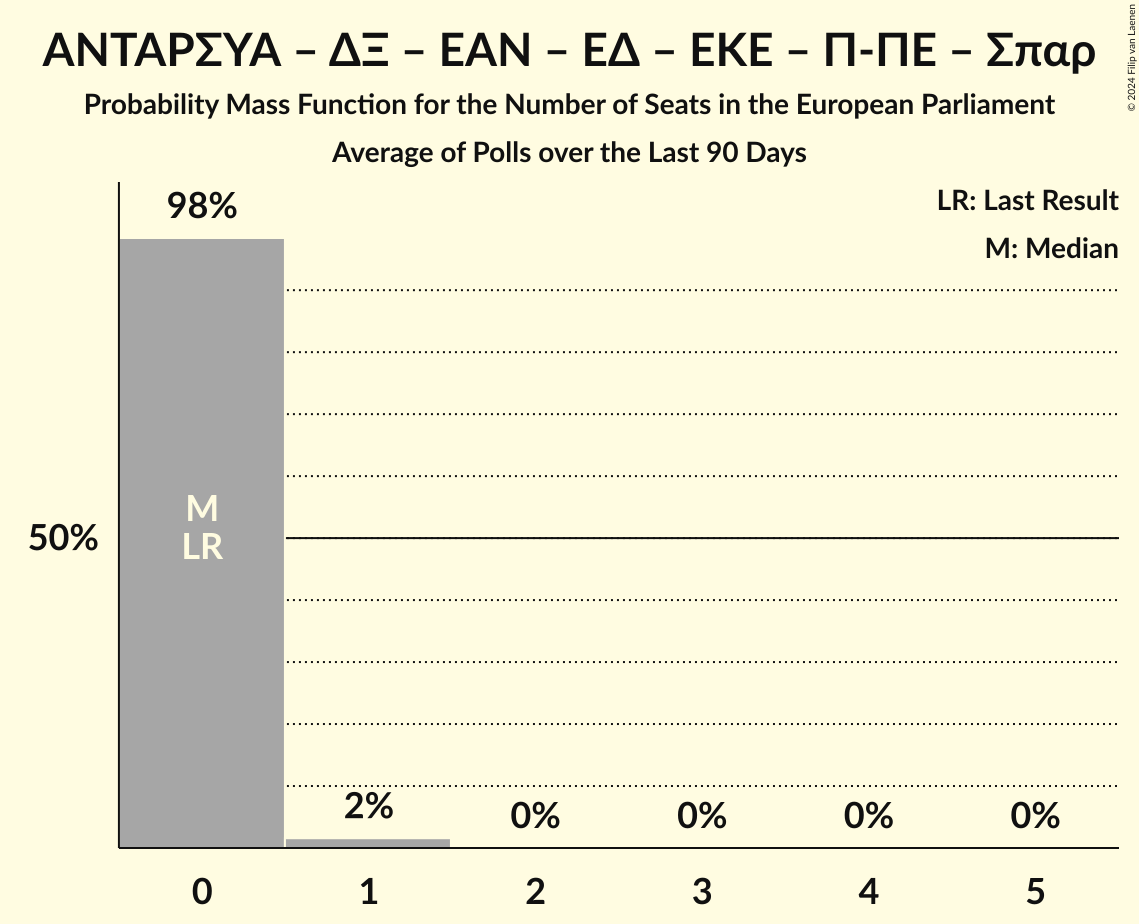 ΑΝΤΑΡΣΥΑ – ΔΞ – ΕΑΝ – ΕΔ – ΕΚΕ – Π-ΠΕ – Σπαρ
Probability Mass Function for the Number of Seats in the European Parliament
Average of Polls over the Last 90 Days
© 2024 Filip van Laenen
LR: Last Result
M: Median
98%
M
LR
50%
2%
0%
0%
0%
0%
0 1 2 3 4 5